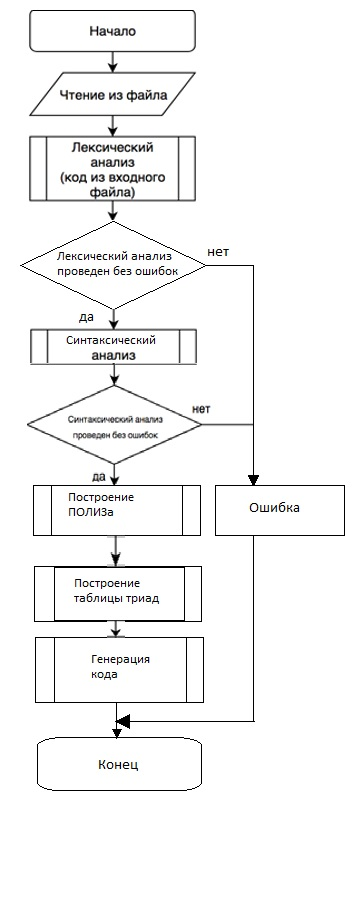 Начало
Чтение из файла
Лексический
анализ
(код из входного
файла)
Лексический анализ
проведен без ошибок
нет
да
Синтаксический
анализ
Синтаксический анализ
проведен без ошибок
нет
да
Построение
ПОЛИЗа
Ошибка
Построение
таблицы триад
Генерация
кода
Конец